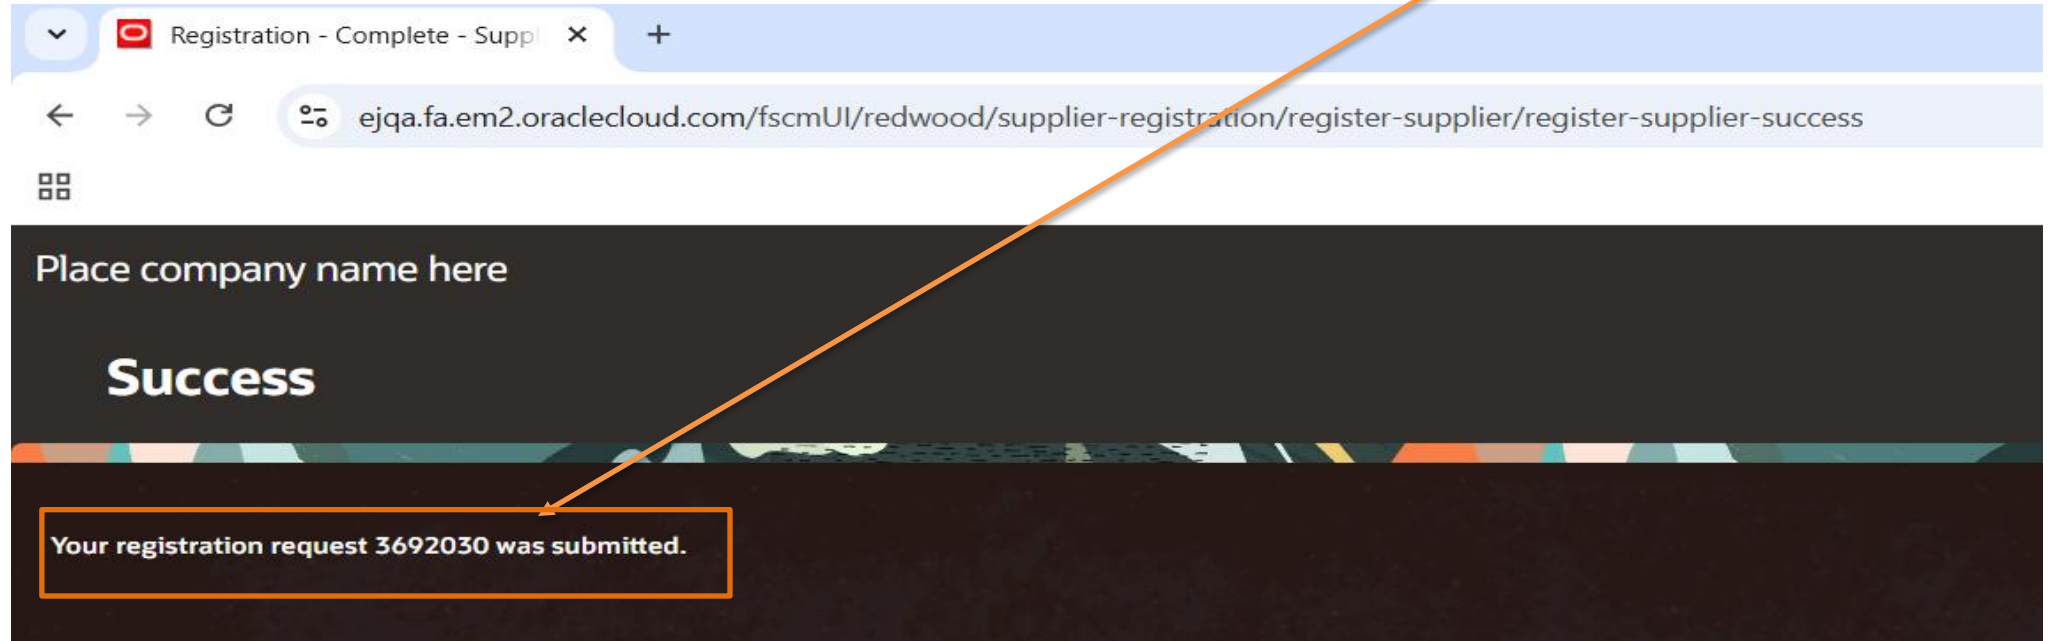 Registration - Complete - Suppl
ejqa.fa.em2.oraclecloud.com/fscmUI/redwood/supplier-registration/register-supplier/register-supplier-success
Place company name here
Success
Your registration request 3692030 was submitted.